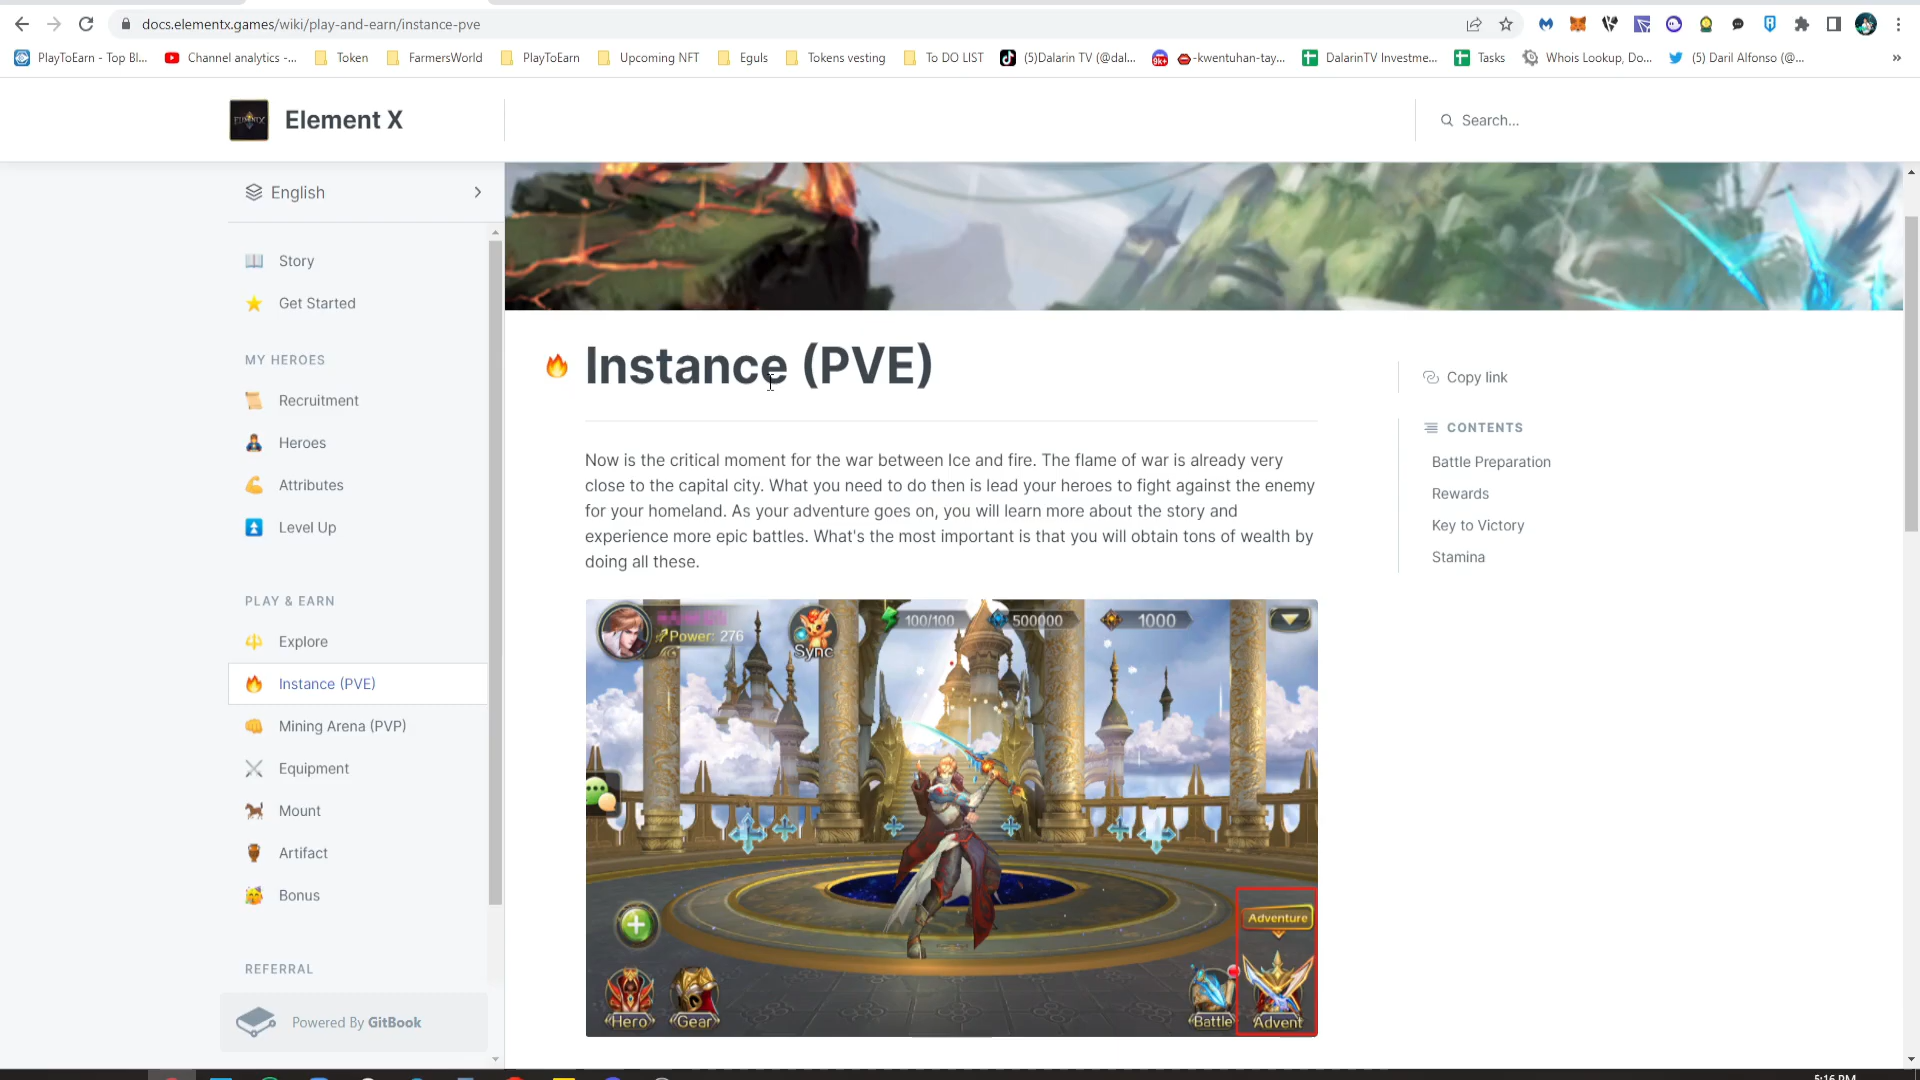 docs.elementx.games/wiki/play-and-earn/instance-pve
PlayToEarn - Top Bl...
Channel analytics -...
Token
FarmersWorld
PlayToEarn
Upcoming NFT
Eguls
Tokens vesting
To DO LIST
(5)Dalarin TV (@dal...
9k+
-kwentuhan-tay...
DalarinTV Investme...
Tasks
Whois Lookup, Do...
(5) Daril Alfonso (@...
»
Element X
Search...
English
Story
Get Started
MY HEROES
Recruitment
Heroes
Attributes
Level Up
PLAY & EARN
Explore
Instance (PVE)
Mining Arena (PVP)
Equipment
Mount
Artifact
Bonus
REFERRAL
Powered By GitBook
Instance (PVE)
Now is the critical moment for the war between Ice and fire. The flame of war is already very
close to the capital city. What you need to do then is lead your heroes to fight against the enemy
for your homeland. As your adventure goes on, you will learn more about the story and
experience more epic battles. What's the most important is that you will obtain tons of wealth by
doing all these.
Power: 276
Sync
100/100
500000
1000
Adventure
Hero
Gear
Battle
Advent
Copy link
CONTENTS
Battle Preparation
Rewards
Key to Victory
Stamina
5:16 PM